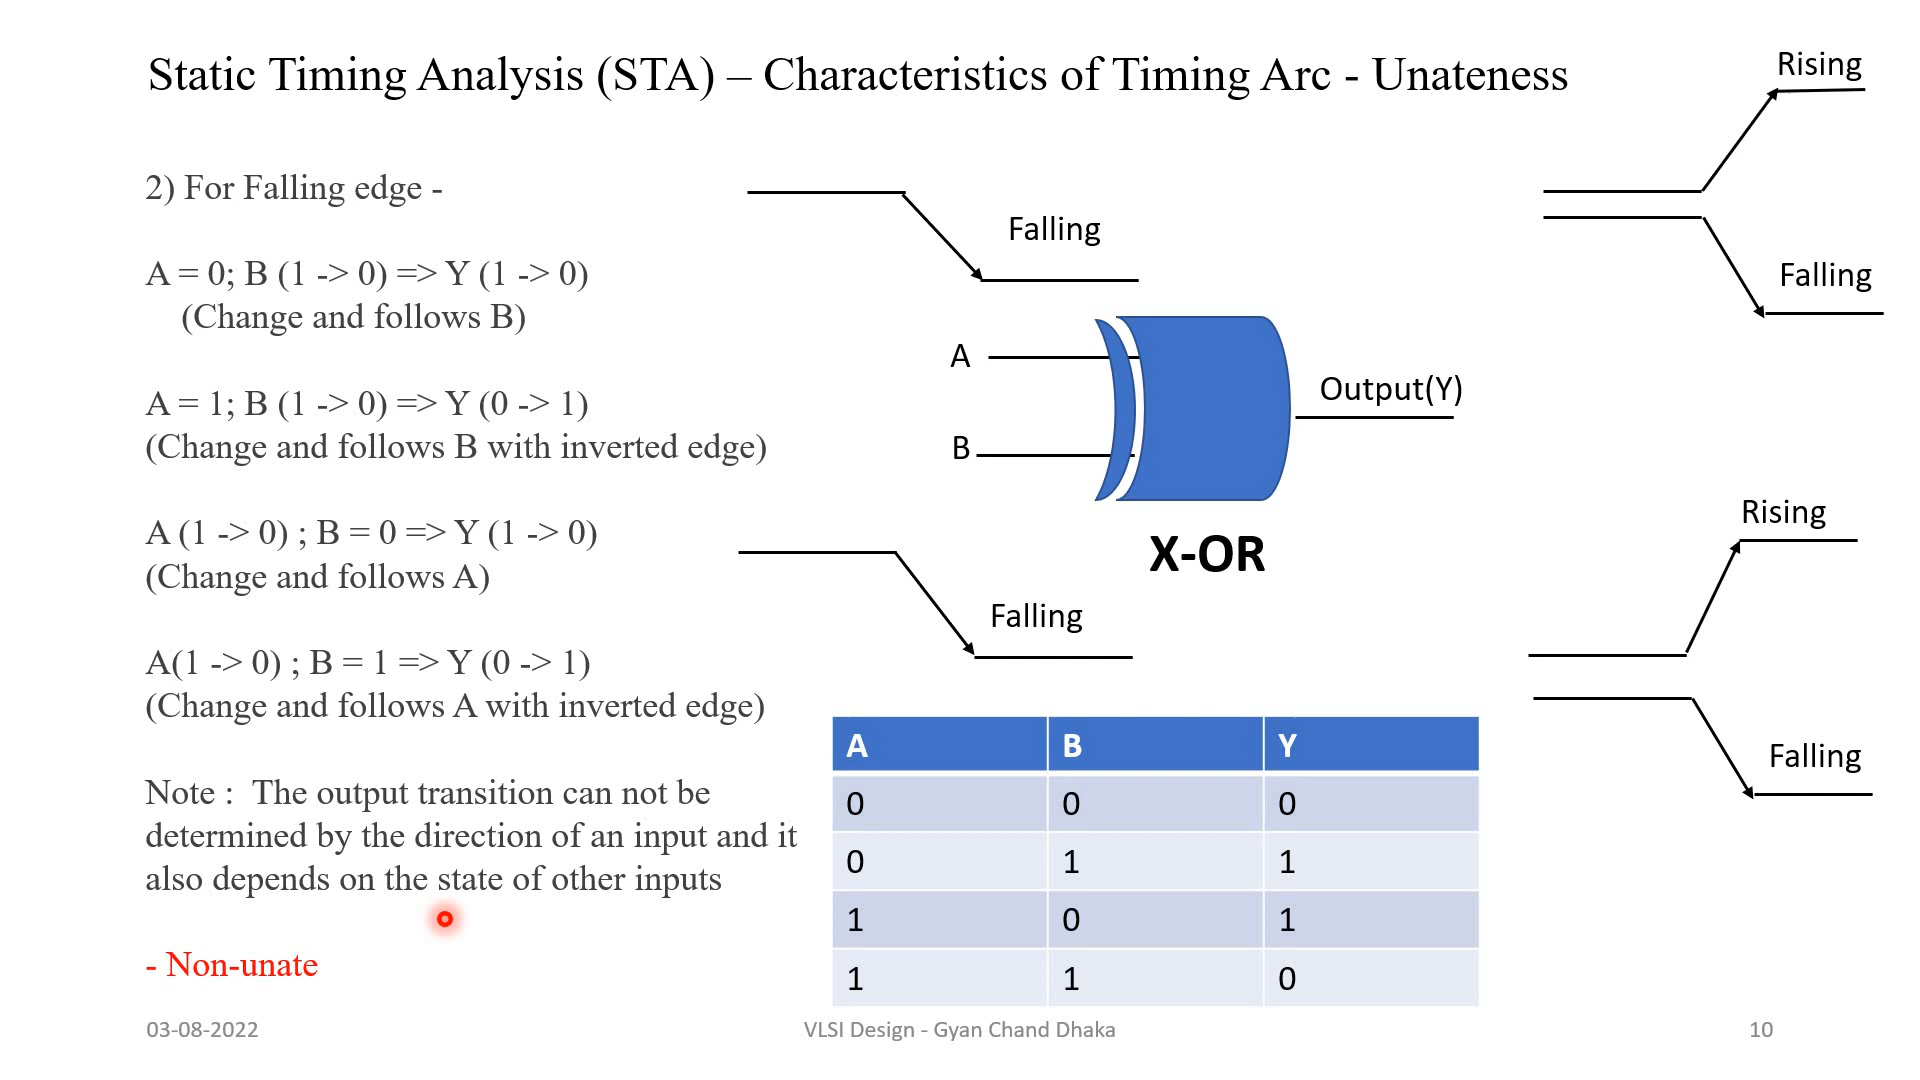 Static Timing Analysis (STA) – Characteristics of Timing Arc - Unateness
Rising
2) For Falling edge -
Falling
A = 0; B (1 -> 0) => Y (1 -> 0)
(Change and follows B)
Falling
A
Output(Y)
A = 1; B (1 -> 0) => Y (0 -> 1)
(Change and follows B with inverted edge)
B
A (1 -> 0) ; B = 0 => Y (1 -> 0)
(Change and follows A)
X-OR
Rising
Falling
A(1 -> 0) ; B = 1 => Y (0 -> 1)
(Change and follows A with inverted edge)
Falling
Note :  The output transition can not be
determined by the direction of an input and it
also depends on the state of other inputs
- Non-unate
A B Y
0 0 0
0 1 1
1 0 1
1 1 0
03-08-2022
VLSI Design - Gyan Chand Dhaka
10